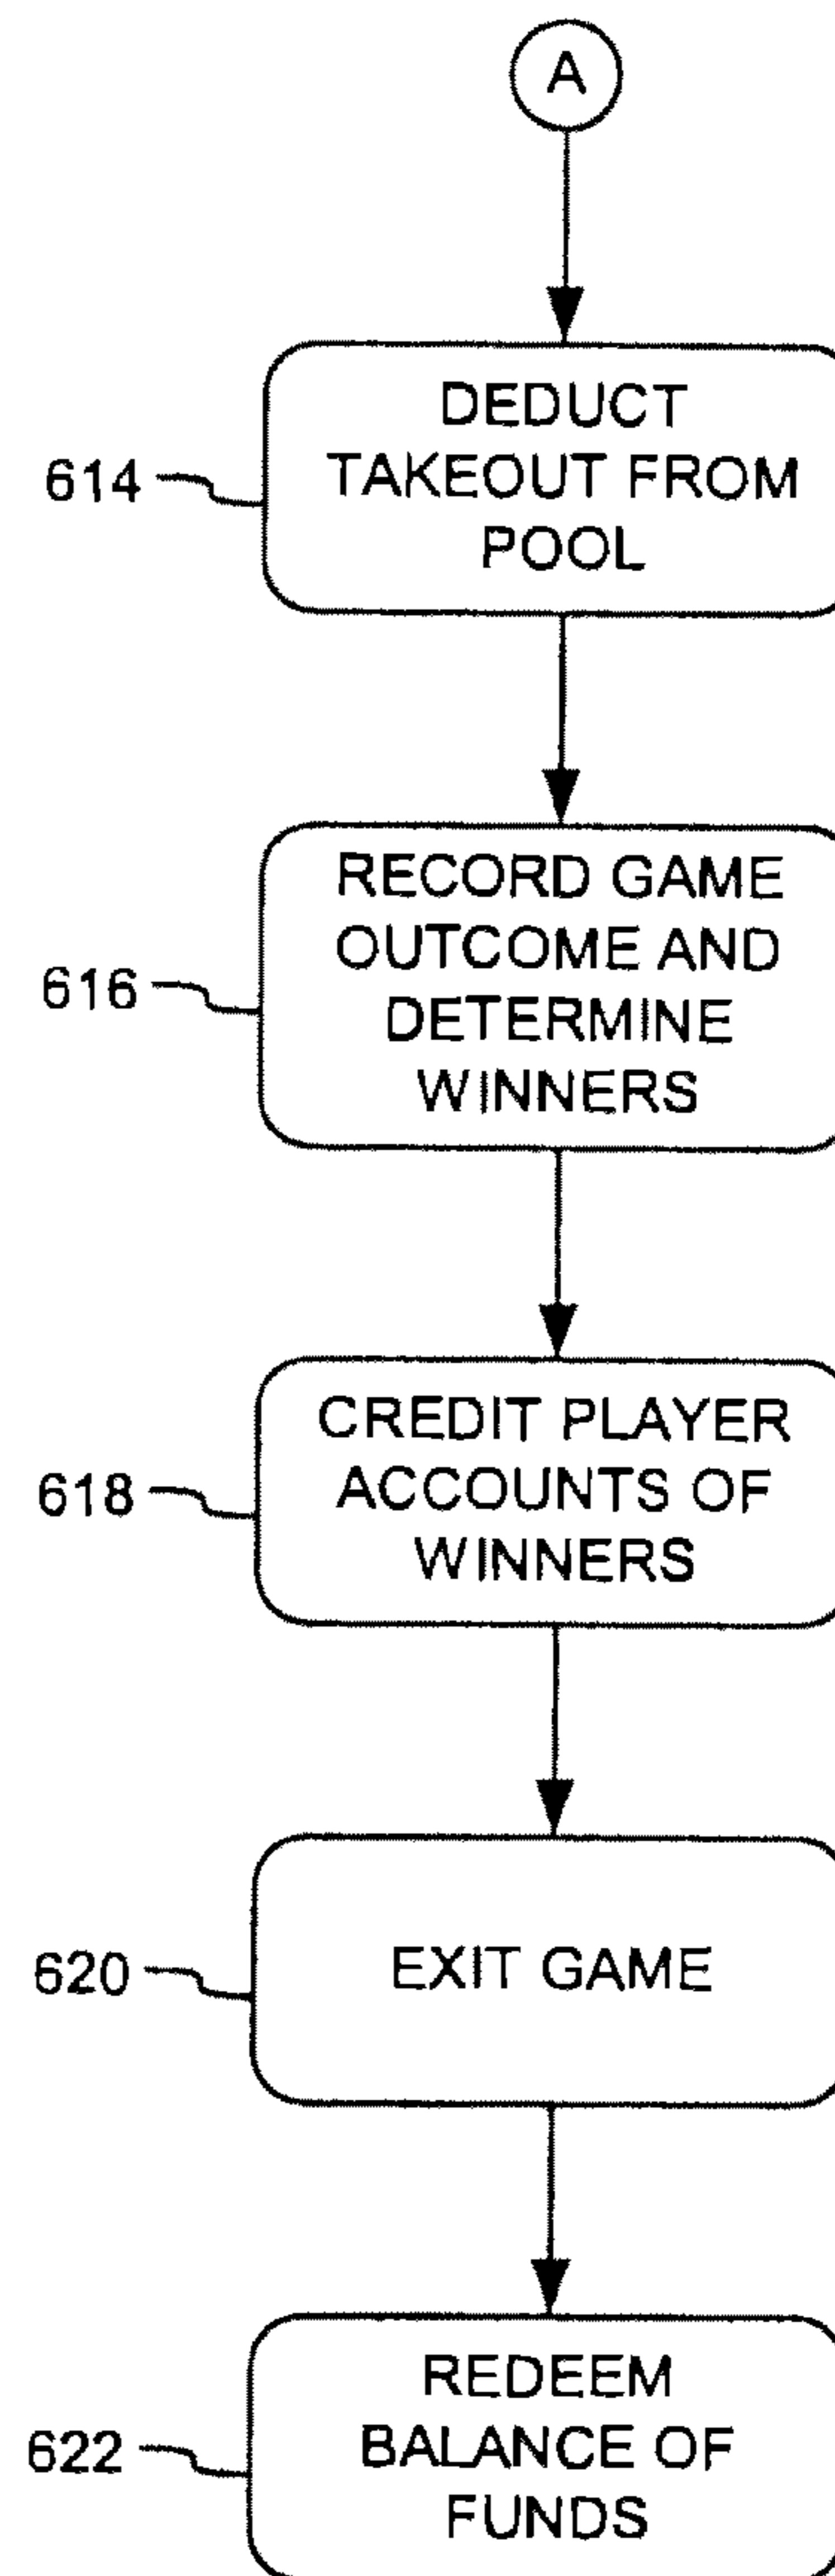 A
614
DEDUCT
TAKEOUT FROM
POOL
616
RECORD GAME
OUTCOME AND
DETERMINE
WINNERS
618
CREDIT PLAYER
ACCOUNTS OF
WINNERS
620
EXIT GAME
622
REDEEM
BALANCE OF
FUNDS